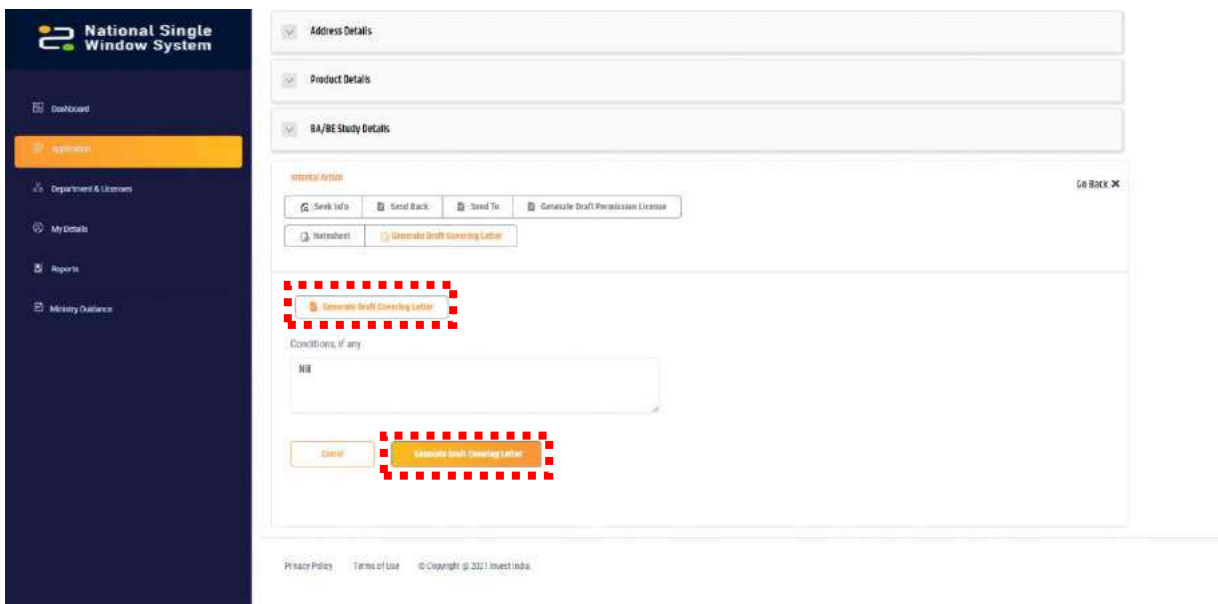 National Single
Window System
Dashboard
Application
Department & Licenses
My Details
Reports
Ministry Guidance
Address Details
Product Details
BA/BE Study Details
Internal Action
Go Back ✕
Seek Info Send Back Send To Generate Draft Permission License
Notesheet Generate Draft Covering Letter
Generate Draft Covering Letter
Conditions, if any
Nill
Cancel Generate Draft Covering Letter
Privacy Policy Terms of Use © Copyright @ 2021 Invest India